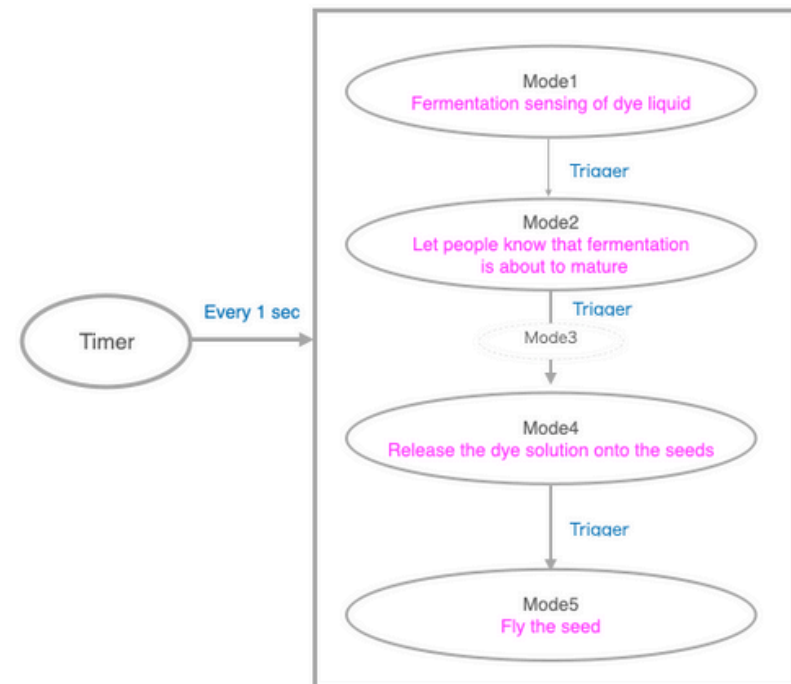 Mode1
Fermentation sensing of dye liquid
Trigger
Mode2
Let people know that fermentation
is about to mature
Every 1 sec
Trigger
Timer
Mode3
Mode4
Release the dye solution onto the seeds
Trigger
Mode5
Fly the seed